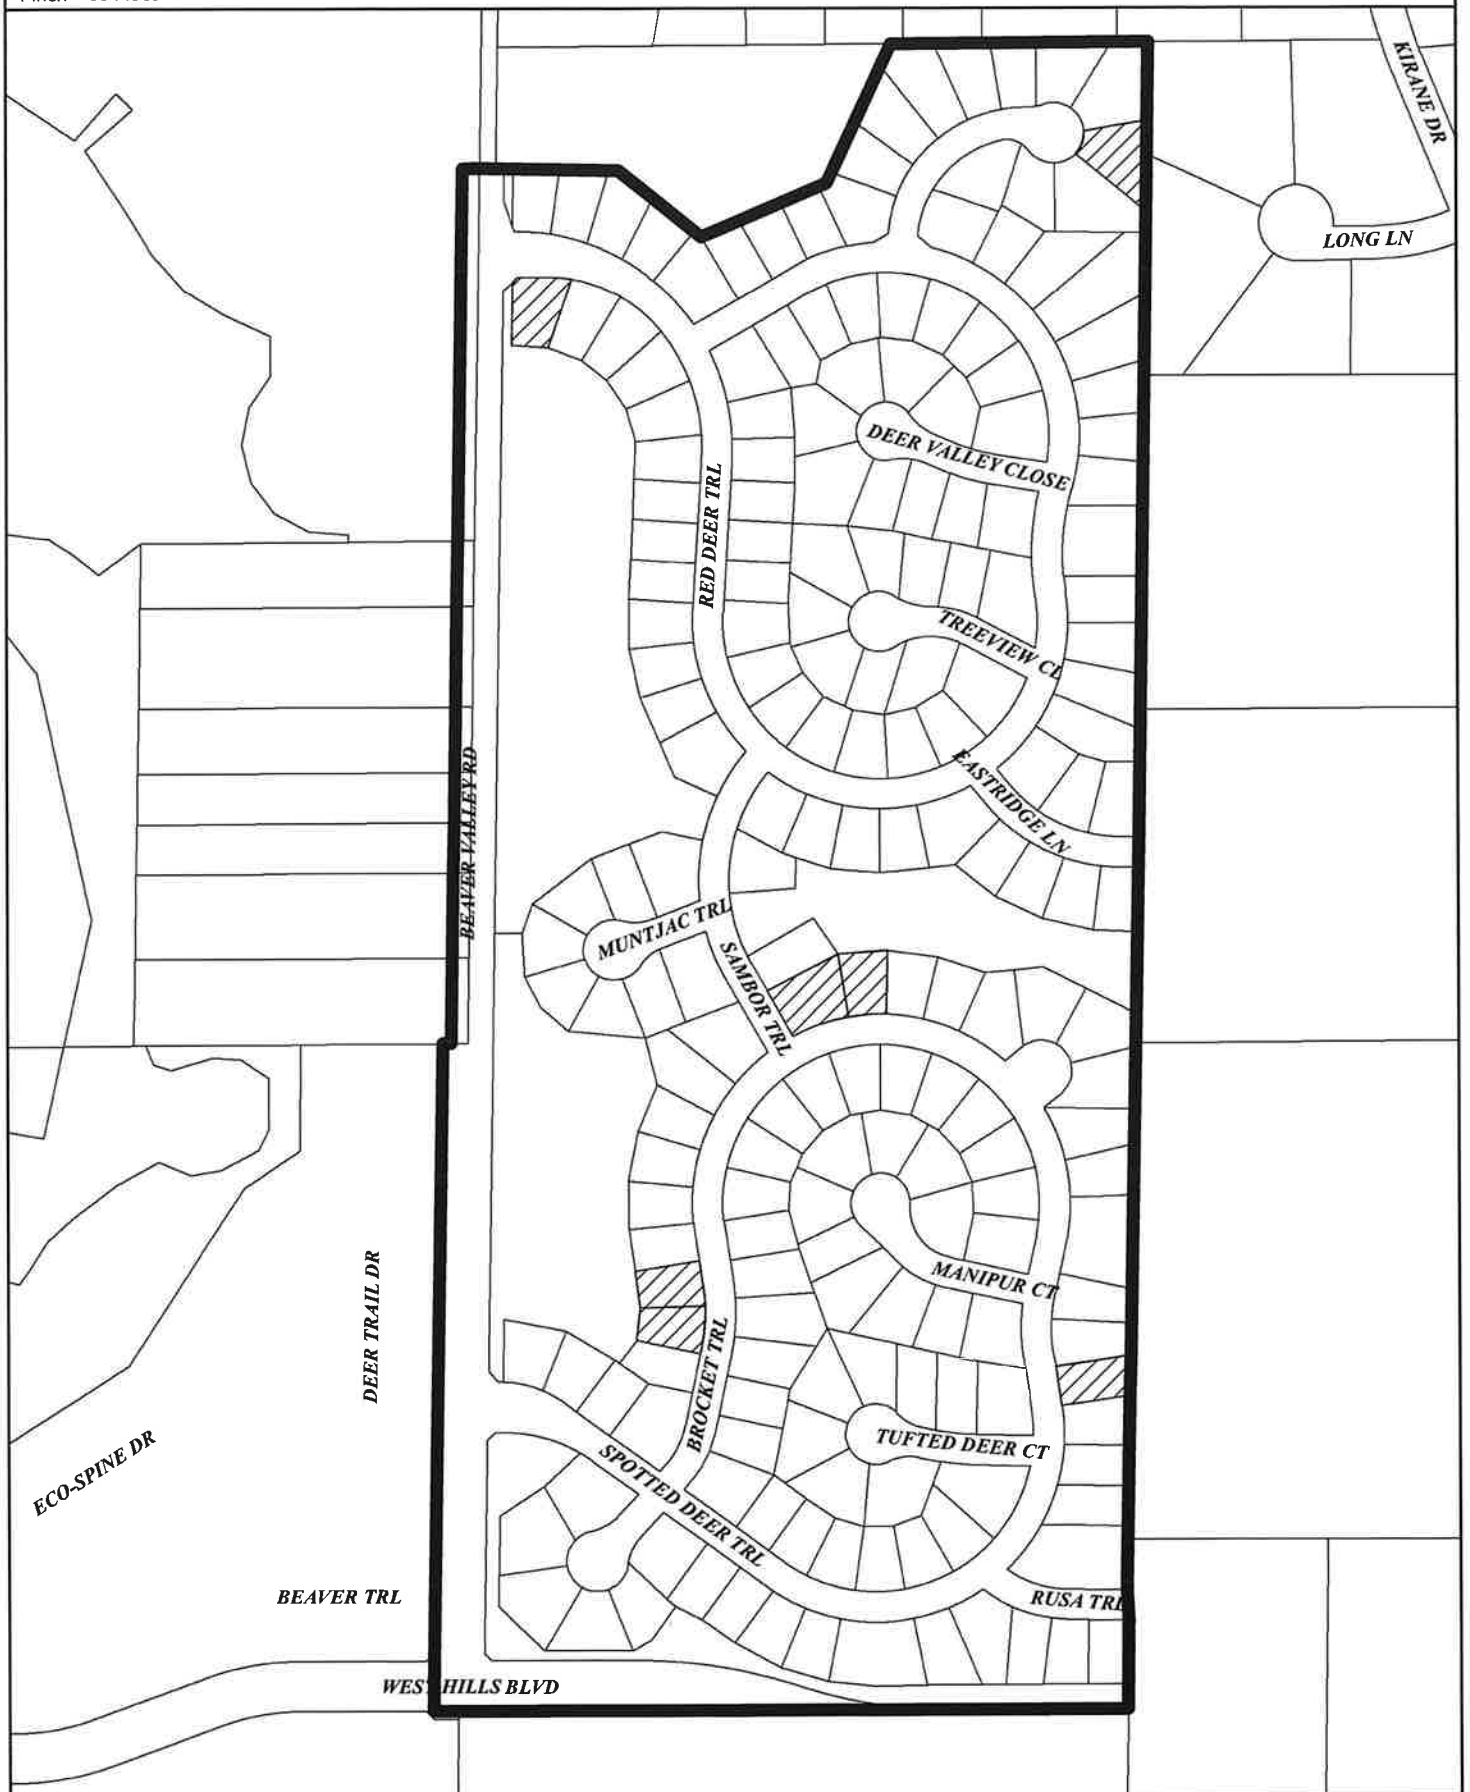 KIRANE DR
LONG LN
DEER VALLEY CLOSE
RED DEER TRL
TREEVIEW CL
EASTRIDGE LN
BEAVER VALLEY RD
MUNTJAC TRL
SAMBOR TRL
MANIPUR CT
DEER TRAIL DR
BROCKET TRL
TUFTED DEER CT
ECO-SPINE DR
SPOTTED DEER TRL
BEAVER TRL
RUSA TRL
WEST HILLS BLVD